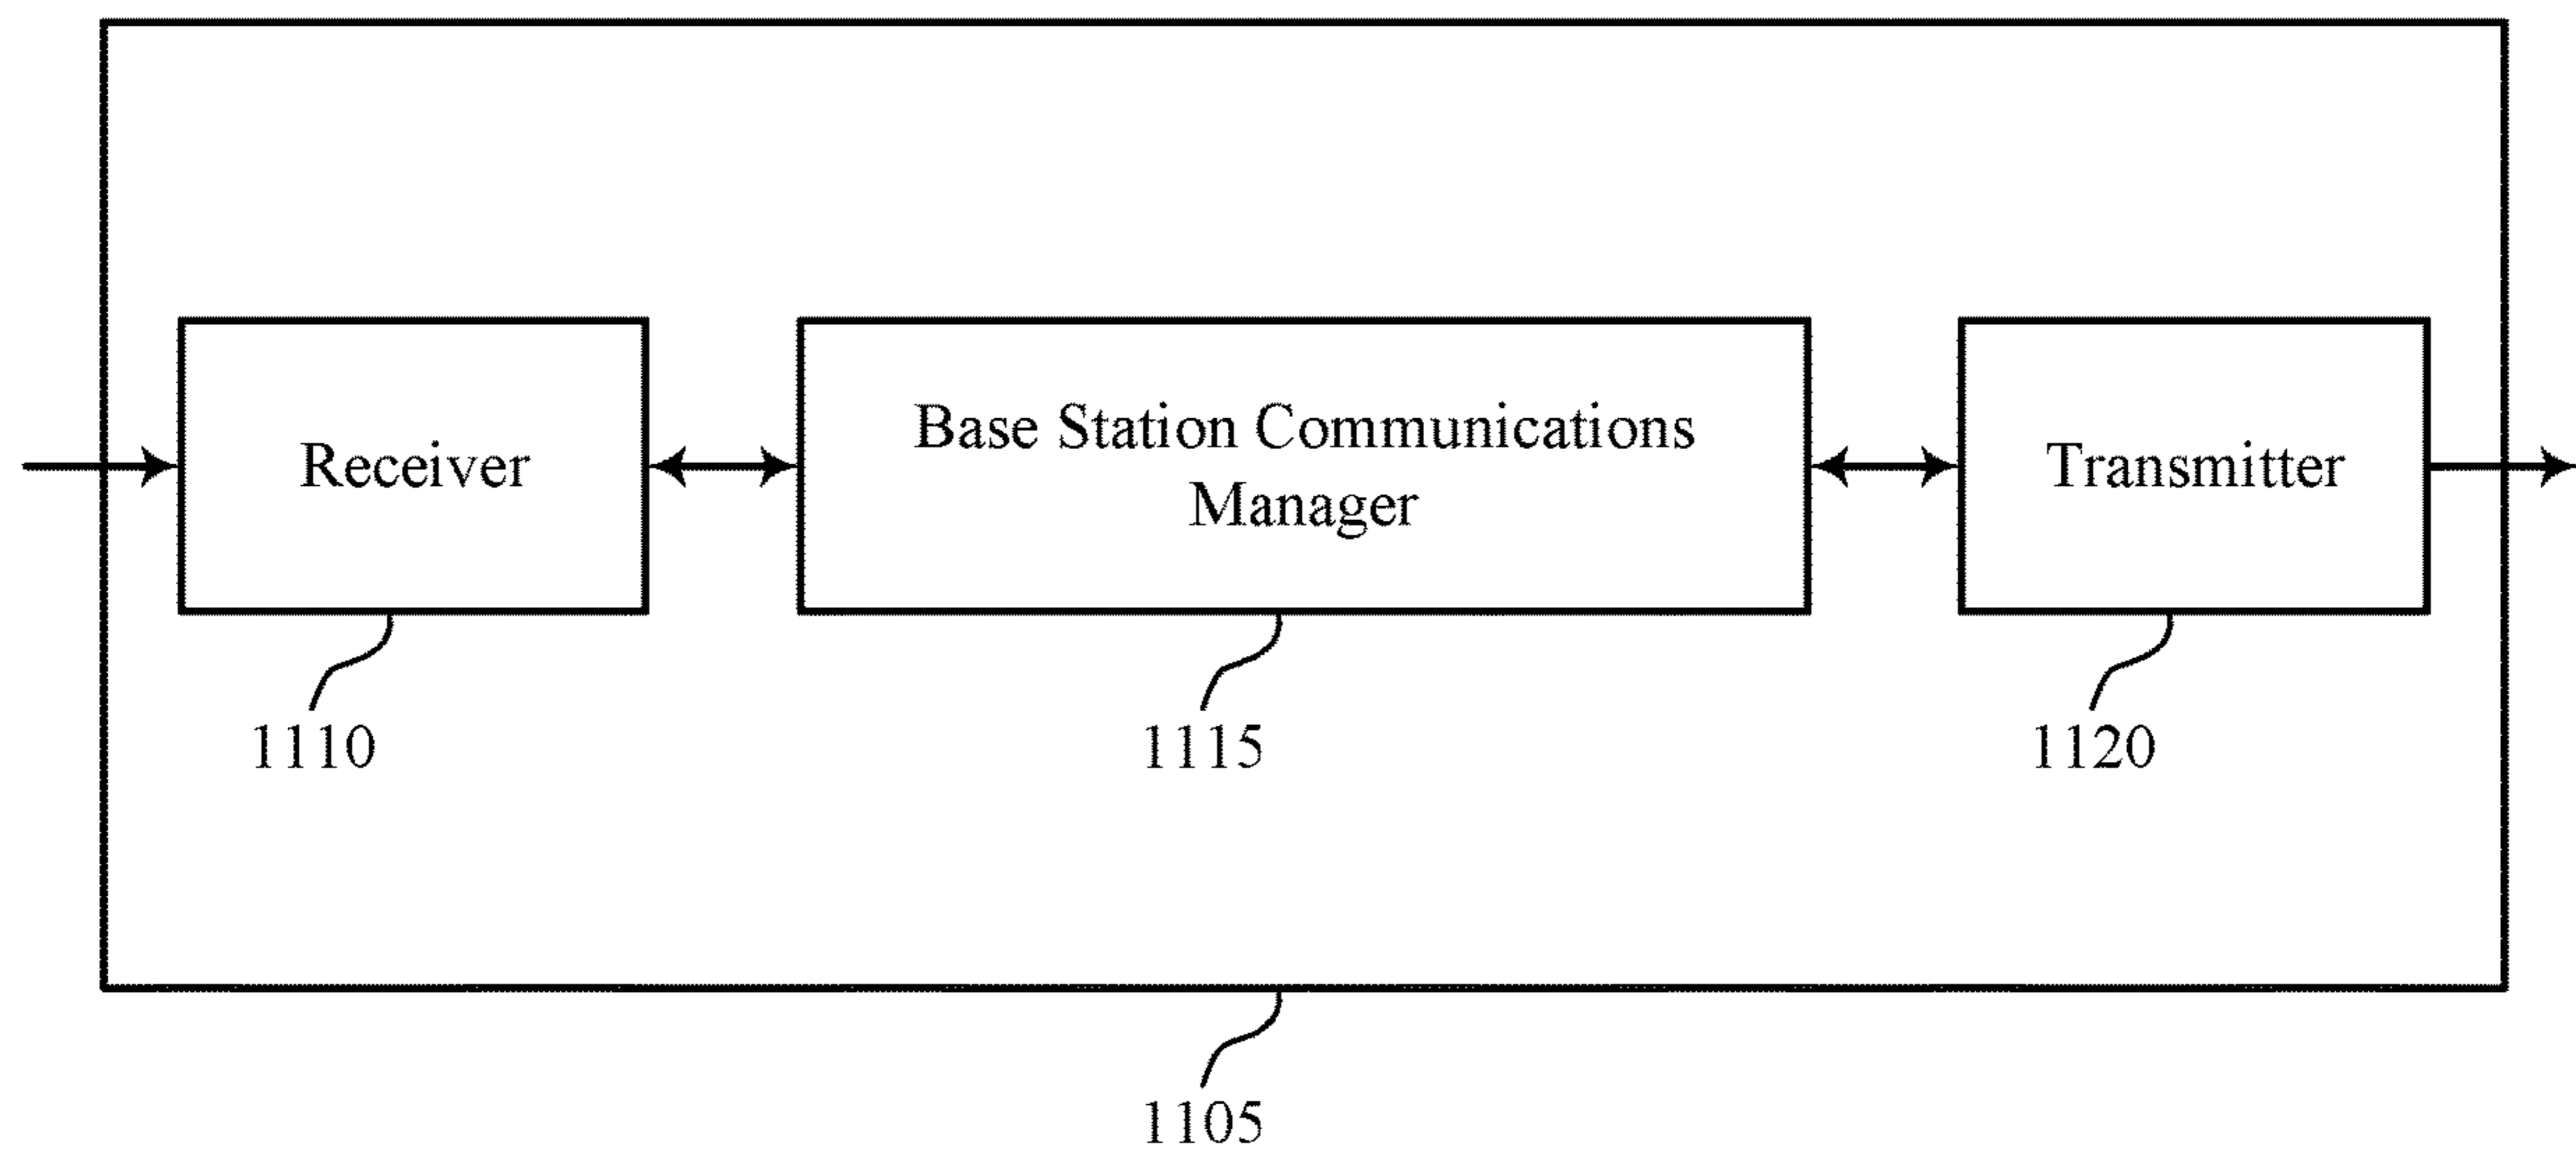 Receiver
Base Station Communications
Manager
Transmitter
1110
1115
1120
1105